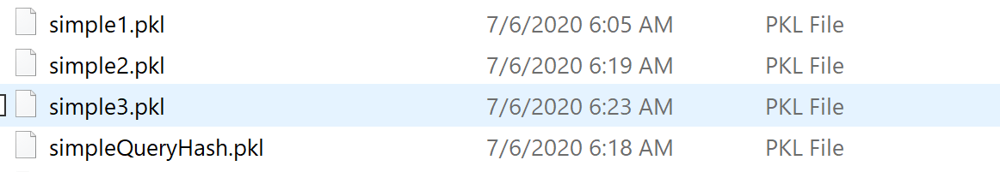 simple1.pkl 7/6/2020 6:05 AM PKL File
simple2.pkl 7/6/2020 6:19 AM PKL File
simple3.pkl 7/6/2020 6:23 AM PKL File
simpleQueryHash.pkl 7/6/2020 6:18 AM PKL File